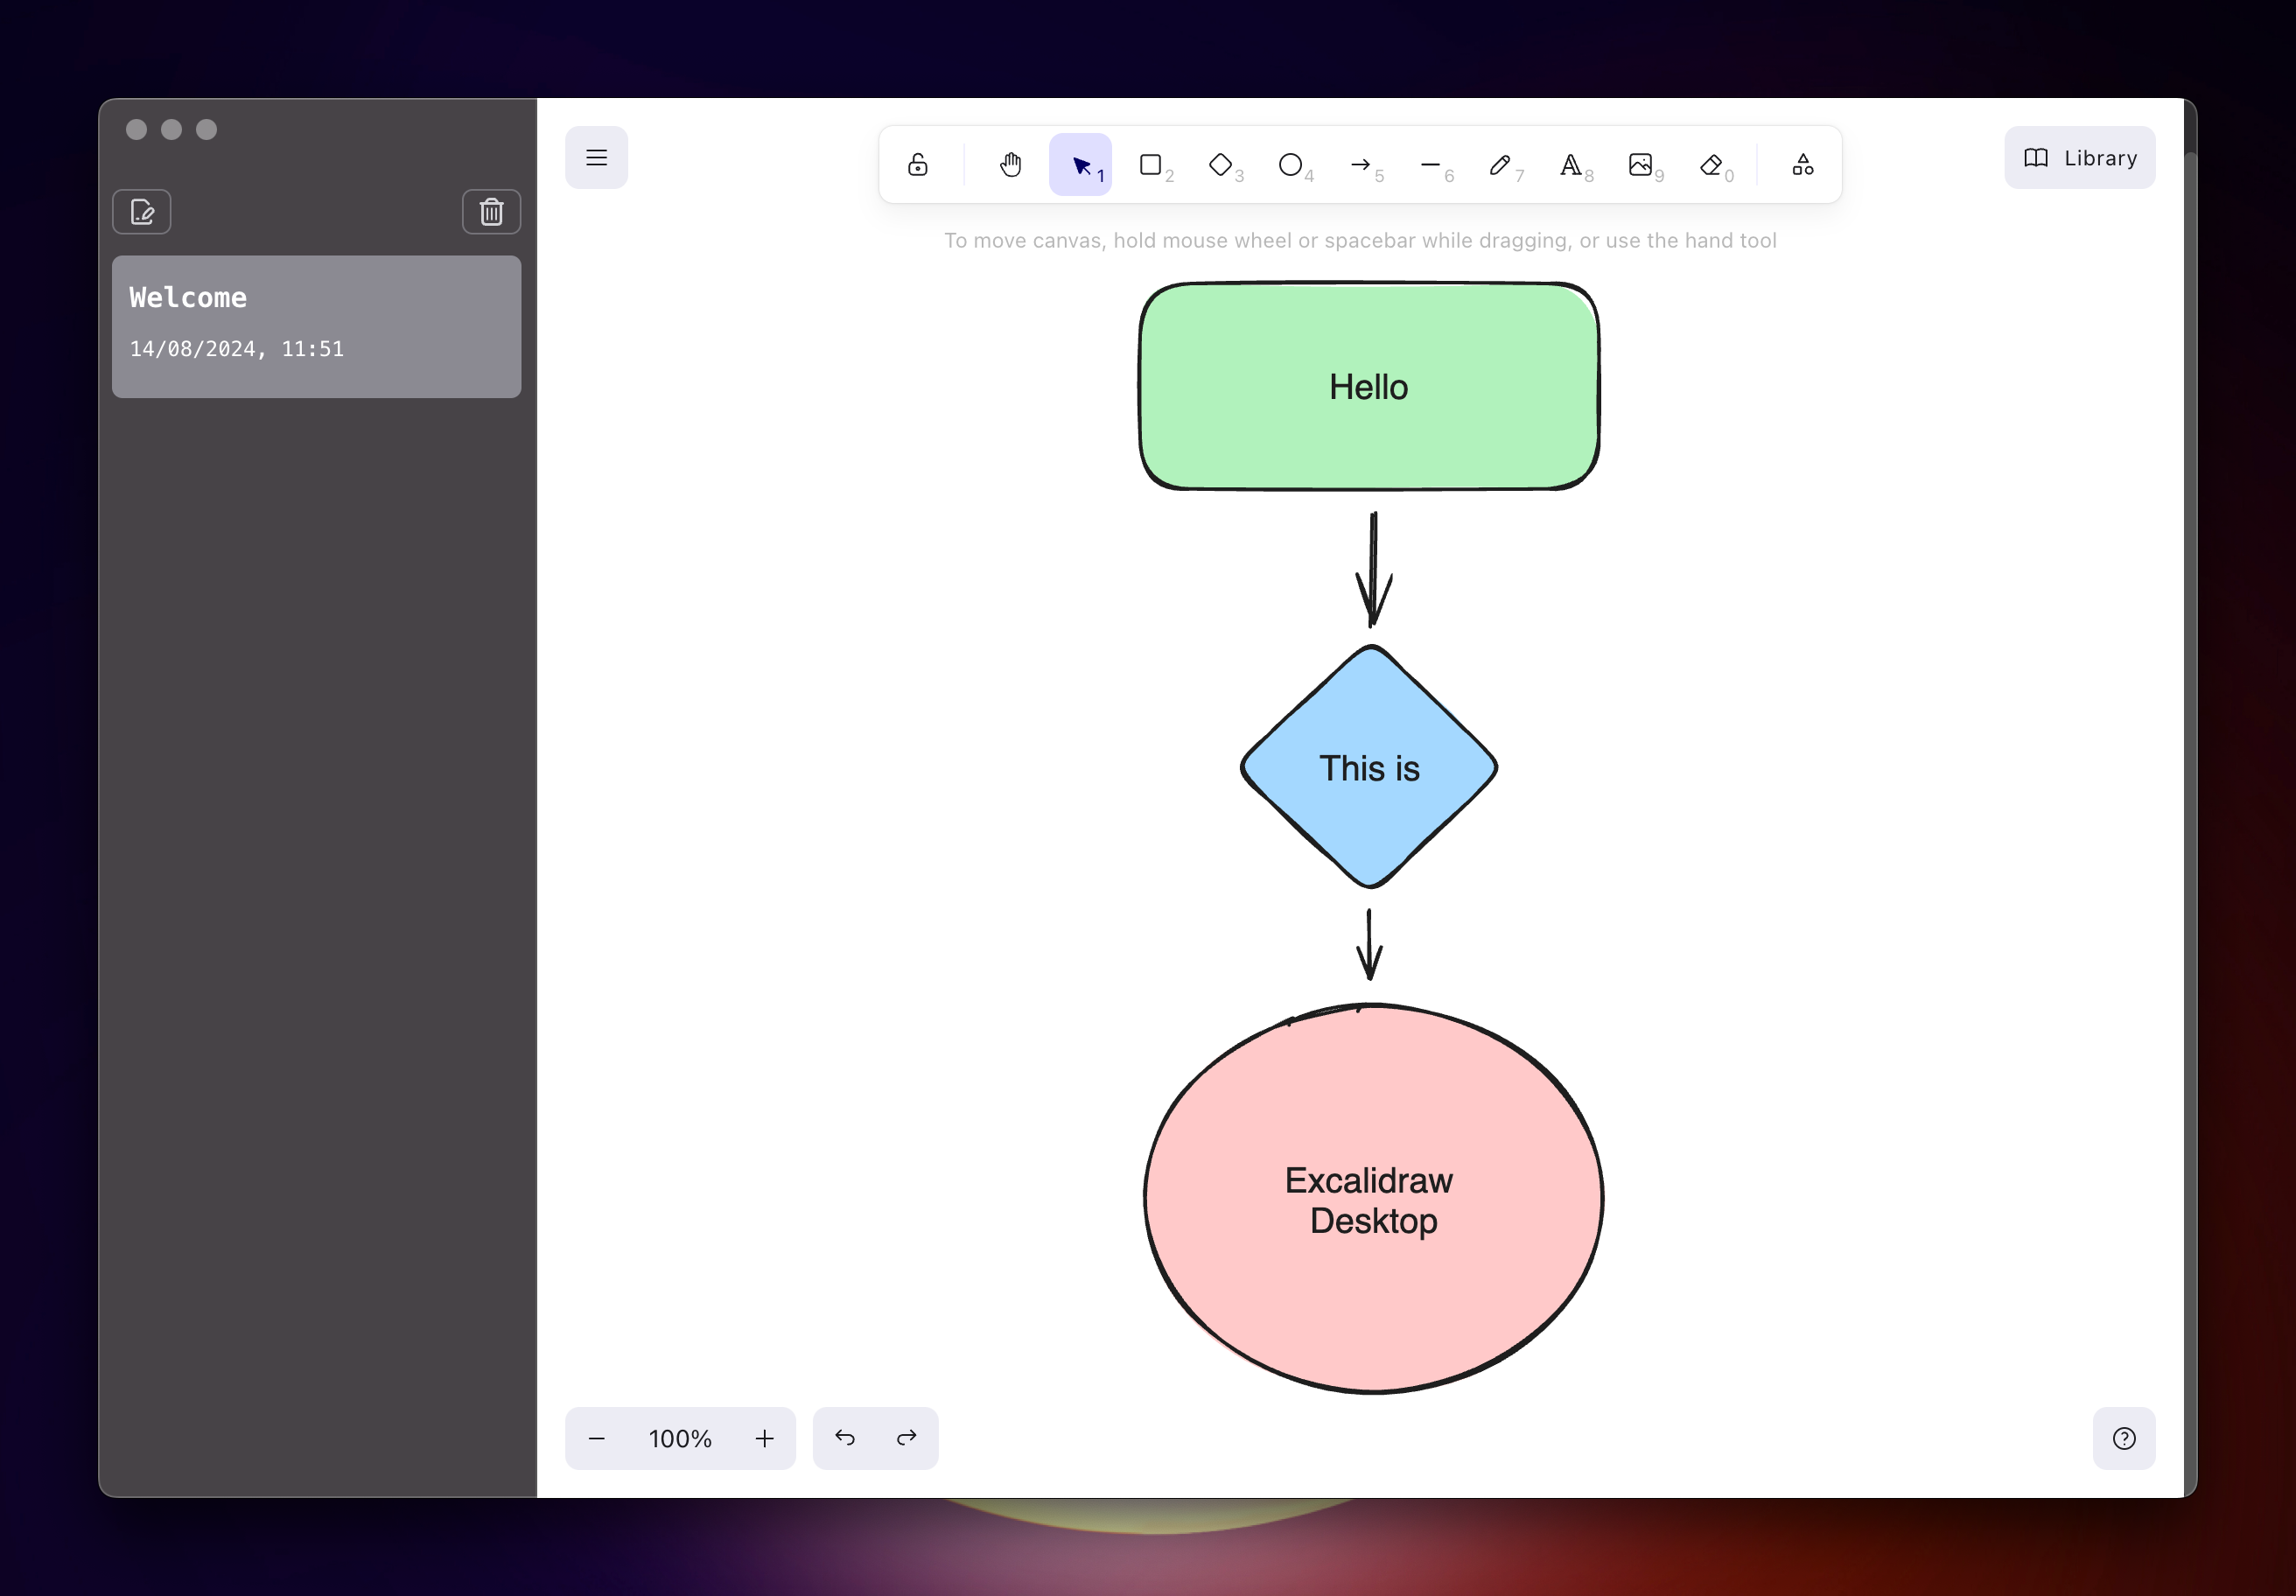 Welcome
14/08/2024, 11:51
1
2
3
4
5
6
7
8
9
0
Library
To move canvas, hold mouse wheel or spacebar while dragging, or use the hand tool
Hello
This is
Excalidraw
Desktop
100%